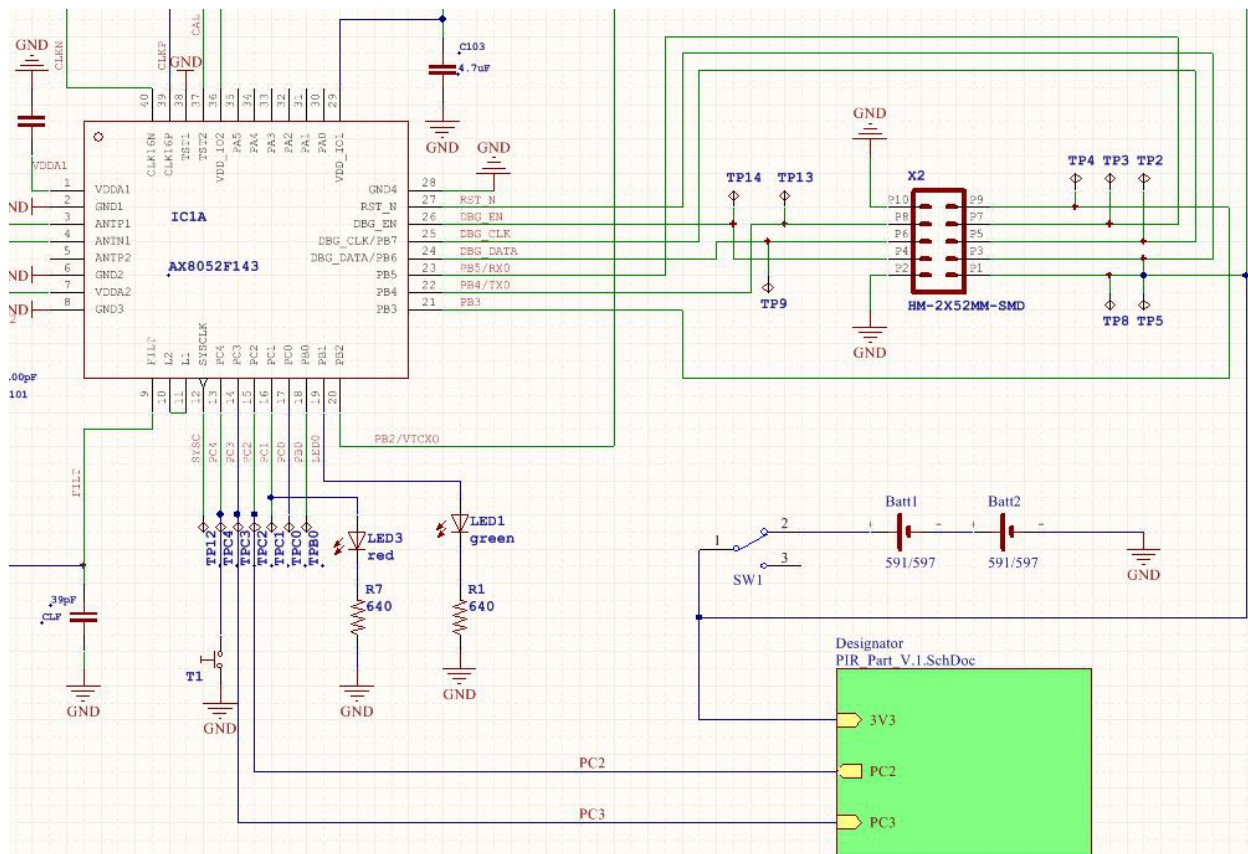 GND
CLKN
CLKP
CAL
GND
C103
4.7uF
GND
GND
VDDA1
40
39
38
37
36
35
34
33
32
31
30
29
CLK16N
CLK16P
TST1
TST2
VDD_IO2
PA5
PA4
PA3
PA2
PA1
PA0
VDD_IO1
1 VDDA1
2 GND1
3 ANTP1
4 ANTN1
5 ANTP2
6 GND2
7 VDDA2
8 GND3
ND
ND
ND
IC1A
AX8052F143
GND4 28
RST_N 27 RST_N
DBG_EN 26 DBG_EN
DBG_CLK/PB7 25 DBG_CLK
DBG_DATA/PB6 24 DBG_DATA
PB5 23 PB5/RX0
PB4 22 PB4/TX0
PB3 21 PB3
FILT
L2
L1
SYSCLK
PC4
PC3
PC2
PC1
PC0
PB0
PB1
PB2
9
10
11
12
13
14
15
16
17
18
19
20
TP14
TP13
TP9
GND
X2
TP4
TP3
TP2
P10
P9
P8
P7
P6
P5
P4
P3
P2
P1
HM-2X52MM-SMD
TP8
TP5
GND
.00pF
101
FILT
SYSC
PC4
PC3
PC2
PC1
PC0
PB0
LED0
PB2/VTCX0
TP12
TPC4
TPC3
TPC2
TPC1
TPC0
TPB0
LED3
red
LED1
green
R7
640
R1
640
39pF
CLF
GND
T1
GND
GND
GND
1
2
3
SW1
Batt1
+
-
591/597
Batt2
-
591/597
GND
Designator
PIR_Part_V.1.SchDoc
3V3
PC2
PC2
PC3
PC3